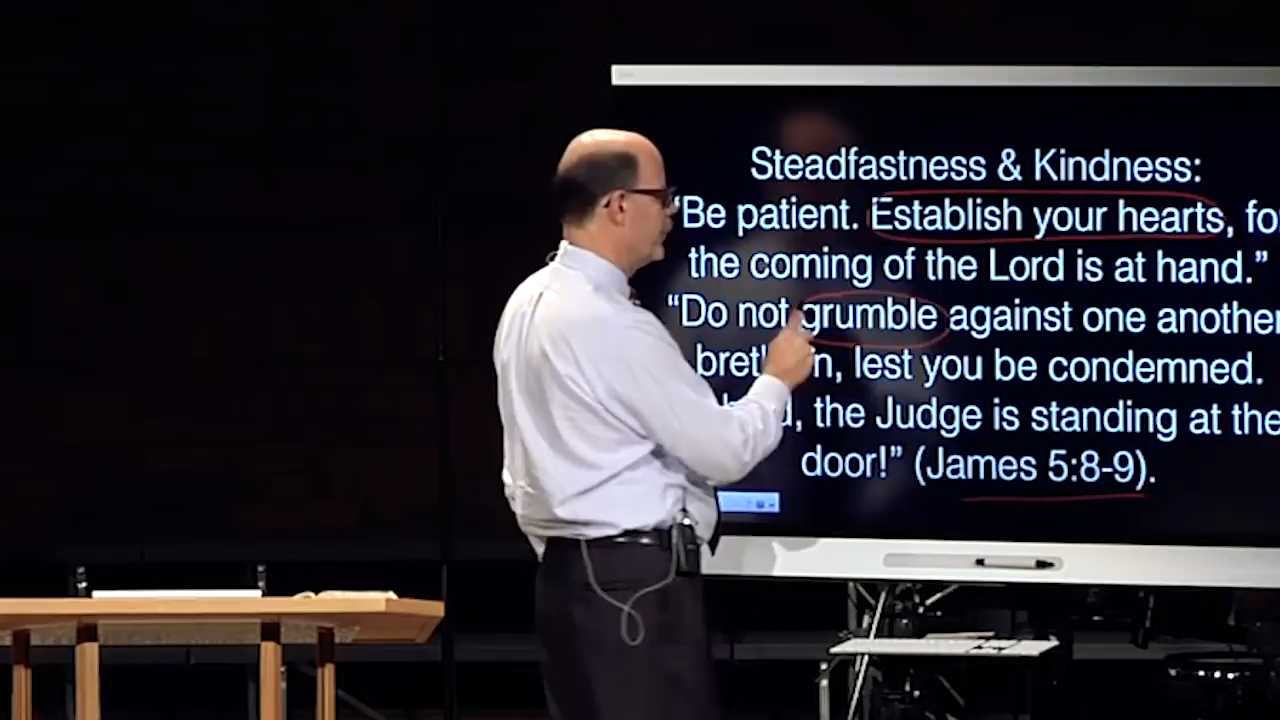 Steadfastness & Kindness:
“Be patient. Establish your hearts, fo
the coming of the Lord is at hand.”
“Do not grumble against one another
n, lest you be condemned.
, the Judge is standing at the
door!” (James 5:8-9).